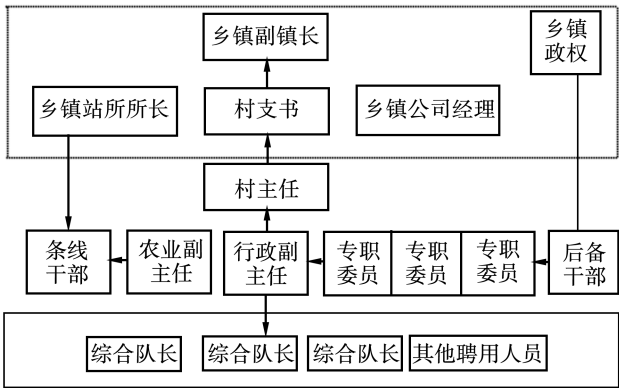 乡镇副镇长
乡镇
政权
乡镇站所所长
村支书
乡镇公司经理
村主任
条线
干部
农业副
主任
行政副
主任
专职
委员
专职
委员
专职
委员
后备
干部
综合队长
综合队长
综合队长
其他聘用人员